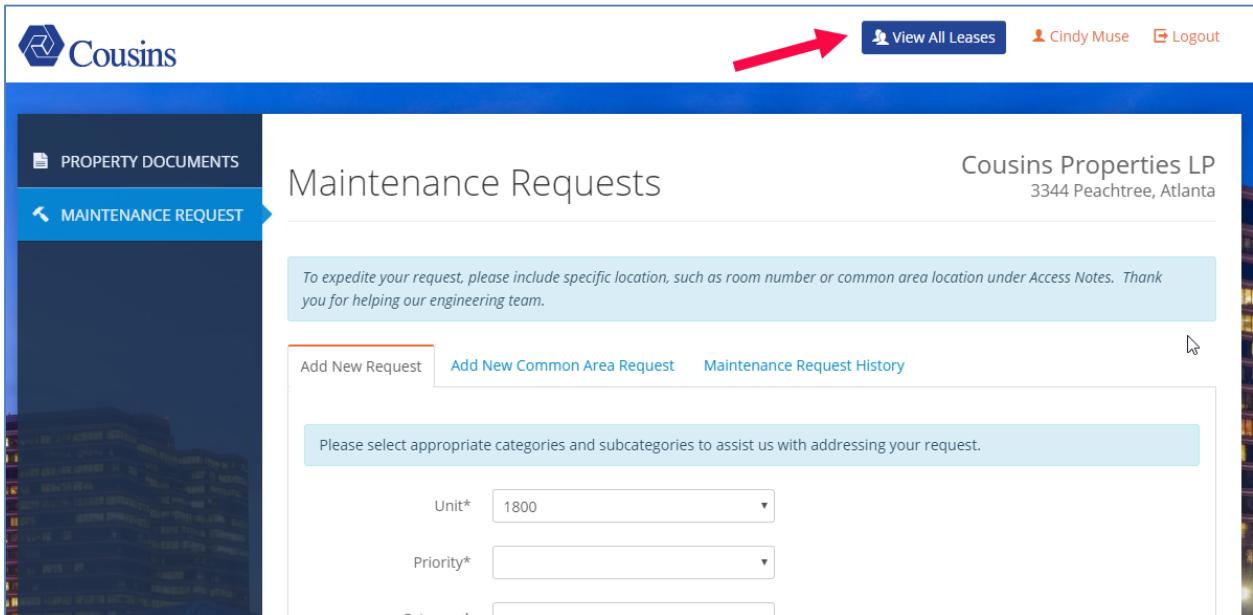 Cousins
View All Leases
Cindy Muse
Logout
PROPERTY DOCUMENTS
MAINTENANCE REQUEST
Maintenance Requests
Cousins Properties LP
3344 Peachtree, Atlanta
To expedite your request, please include specific location, such as room number or common area location under Access Notes. Thank
you for helping our engineering team.
Add New Request
Add New Common Area Request
Maintenance Request History
Please select appropriate categories and subcategories to assist us with addressing your request.
Unit*
1800
Priority*